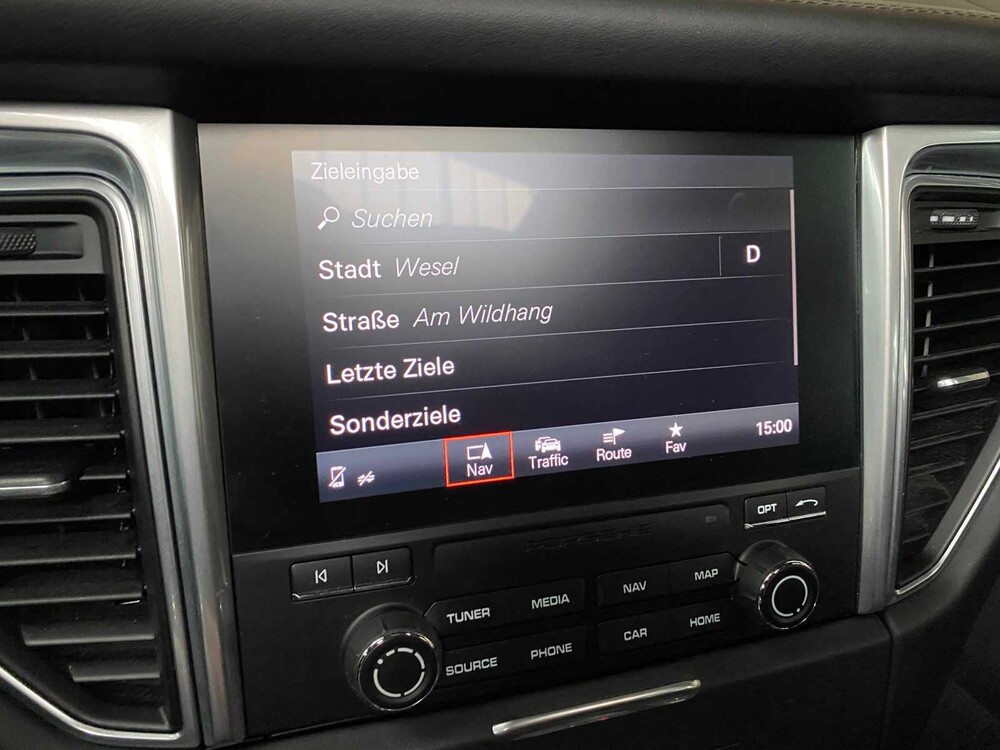 Zieleingabe
Suchen
Stadt Wesel D
Straße Am Wildhang
Letzte Ziele
Sonderziele
Nav Traffic Route Fav 15:00
OPT
TUNER MEDIA NAV MAP
SOURCE PHONE CAR HOME